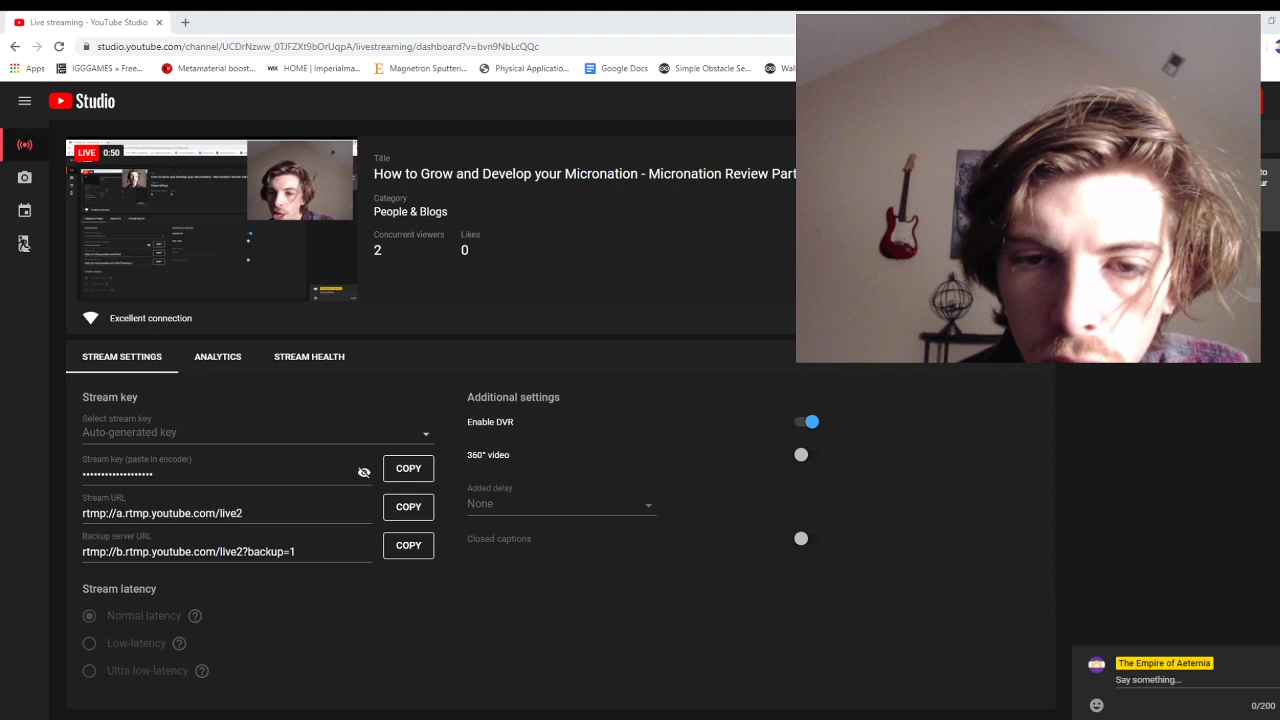 Live streaming - YouTube Studio
studio.youtube.com/channel/UCDrNzww_0TJFZXt9bOrUqpA/livestreaming/dashboard?v=bvn9NbLcQQc
Apps IGGGAMES » Free... Metamaterial boost... WIX HOME | Imperialma... Magnetron Sputteri... Physical Applicatio... Google Docs Simple Obstacle Se... Wal
Studio
LIVE 0:50
Title
How to Grow and Develop your Micronation - Micronation Review Part
Category
People & Blogs
Concurrent viewers Likes
2 0
Excellent connection
STREAM SETTINGS ANALYTICS STREAM HEALTH
Stream key
Select stream key
Auto-generated key
Stream key (paste in encoder)
COPY
Stream URL
rtmp://a.rtmp.youtube.com/live2
COPY
Backup server URL
rtmp://b.rtmp.youtube.com/live2?backup=1
COPY
Stream latency
Normal latency
Low-latency
Ultra low-latency
Additional settings
Enable DVR
360° video
Added delay
None
Closed captions
to
ur
The Empire of Aeternia
Say something...
0/200